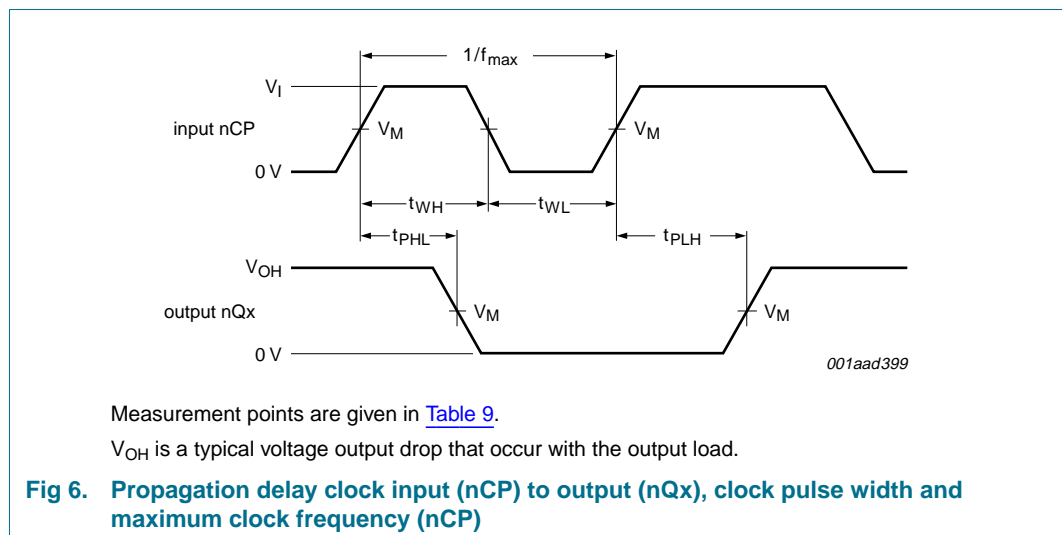 1/fmax
VI
input nCP
VM
VM
0 V
tWH
tWL
tPHL
tPLH
VOH
output nQx
VM
VM
0 V
001aad399
Measurement points are given in Table 9.
VOH is a typical voltage output drop that occur with the output load.
Fig 6. Propagation delay clock input (nCP) to output (nQx), clock pulse width and
maximum clock frequency (nCP)